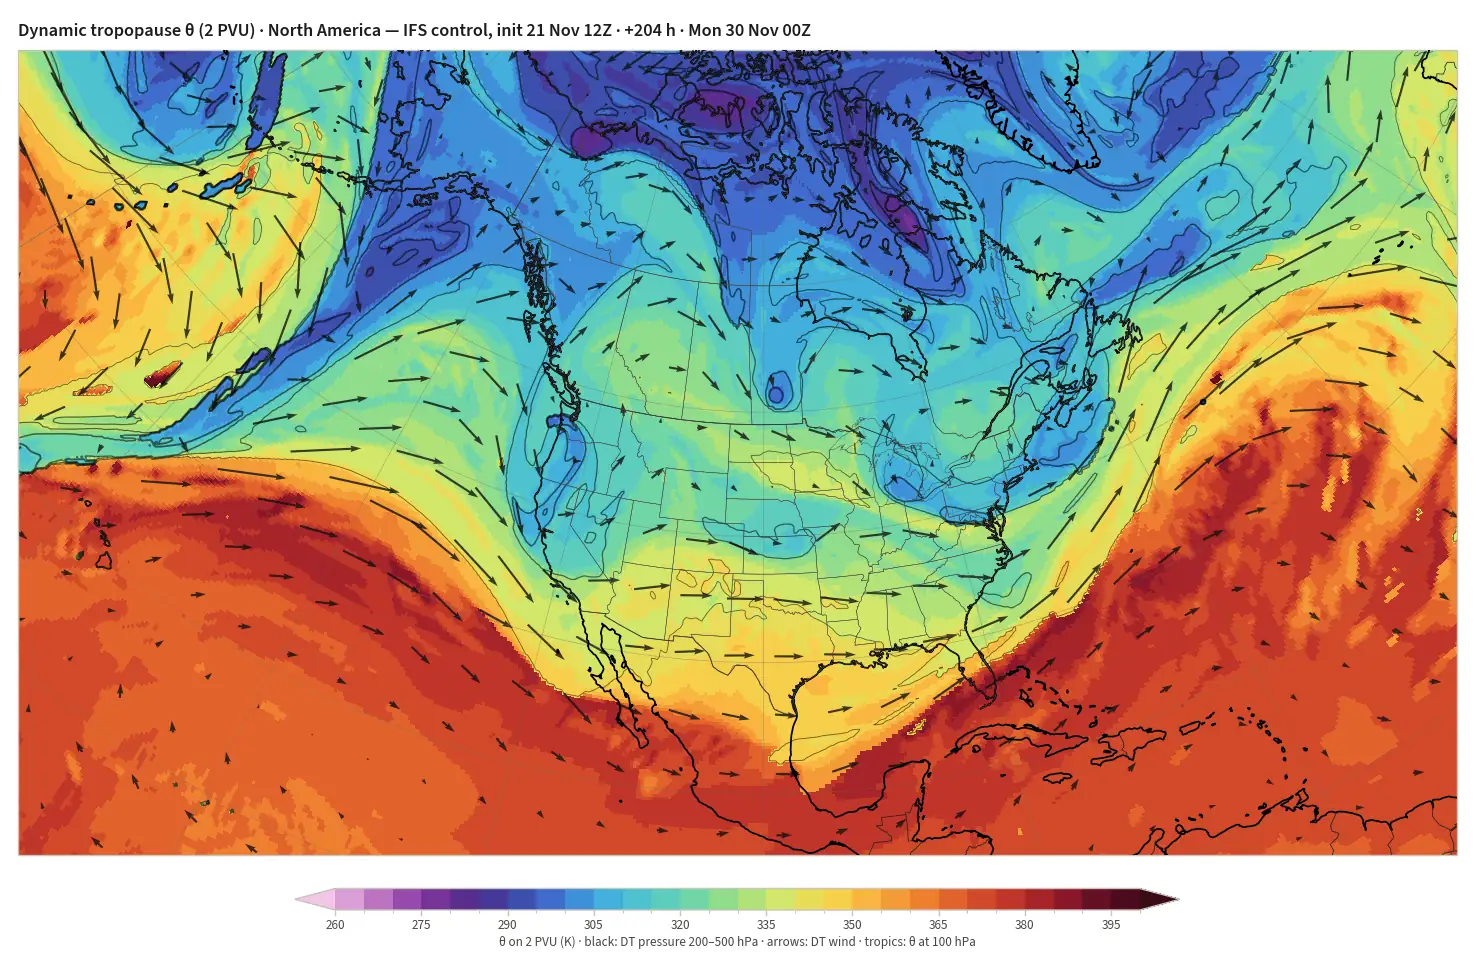 Dynamic tropopause θ (2 PVU) · North America — IFS control, init 21 Nov 12Z · +204 h · Mon 30 Nov 00Z
260 275 290 305 320 335 350 365 380 395
θ on 2 PVU (K) · black: DT pressure 200–500 hPa · arrows: DT wind · tropics: θ at 100 hPa